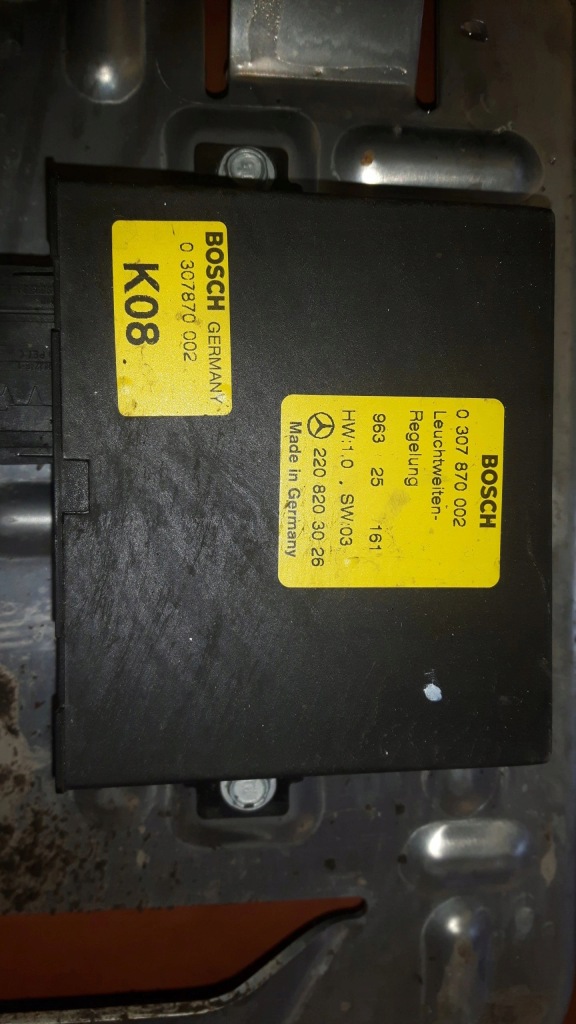 BOSCH GERMANY
0 307870 002
K08
BOSCH
0 307 870 002
Leuchtweiten-
Regelung
963 25 161
HW:1.0 , SW:03
220 820 30 26
Made in Germany